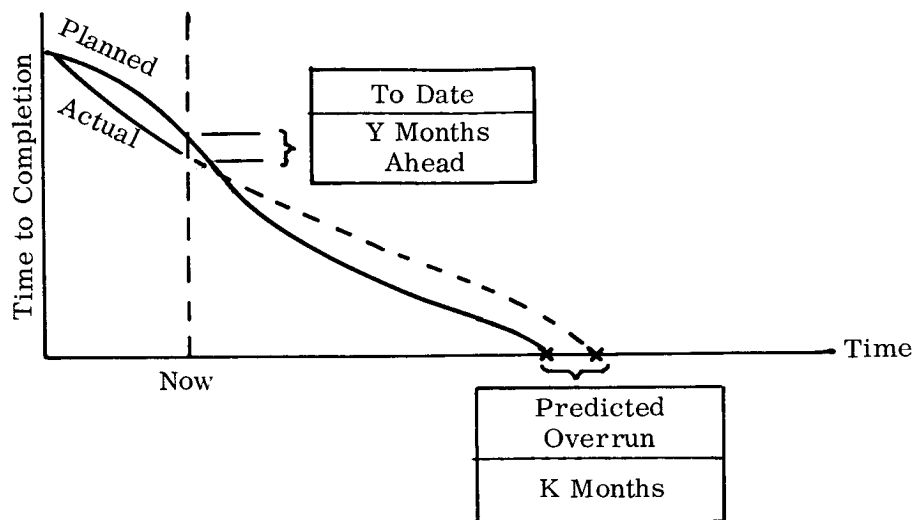 Planned
Actual
Time to Completion
To Date
Y Months
Ahead
Time
Now
Predicted
Overrun
K Months